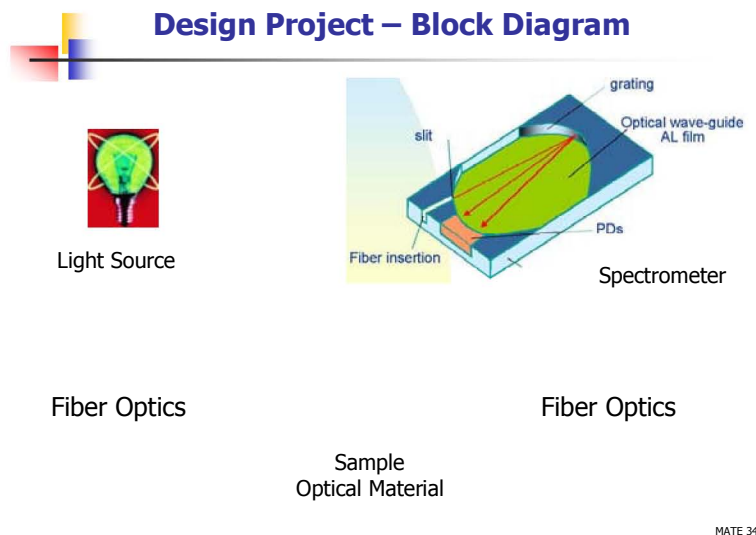 Design Project – Block Diagram
grating
Optical wave-guide
AL film
slit
PDs
Fiber insertion
Light Source
Spectrometer
Fiber Optics
Fiber Optics
Sample
Optical Material
MATE 34